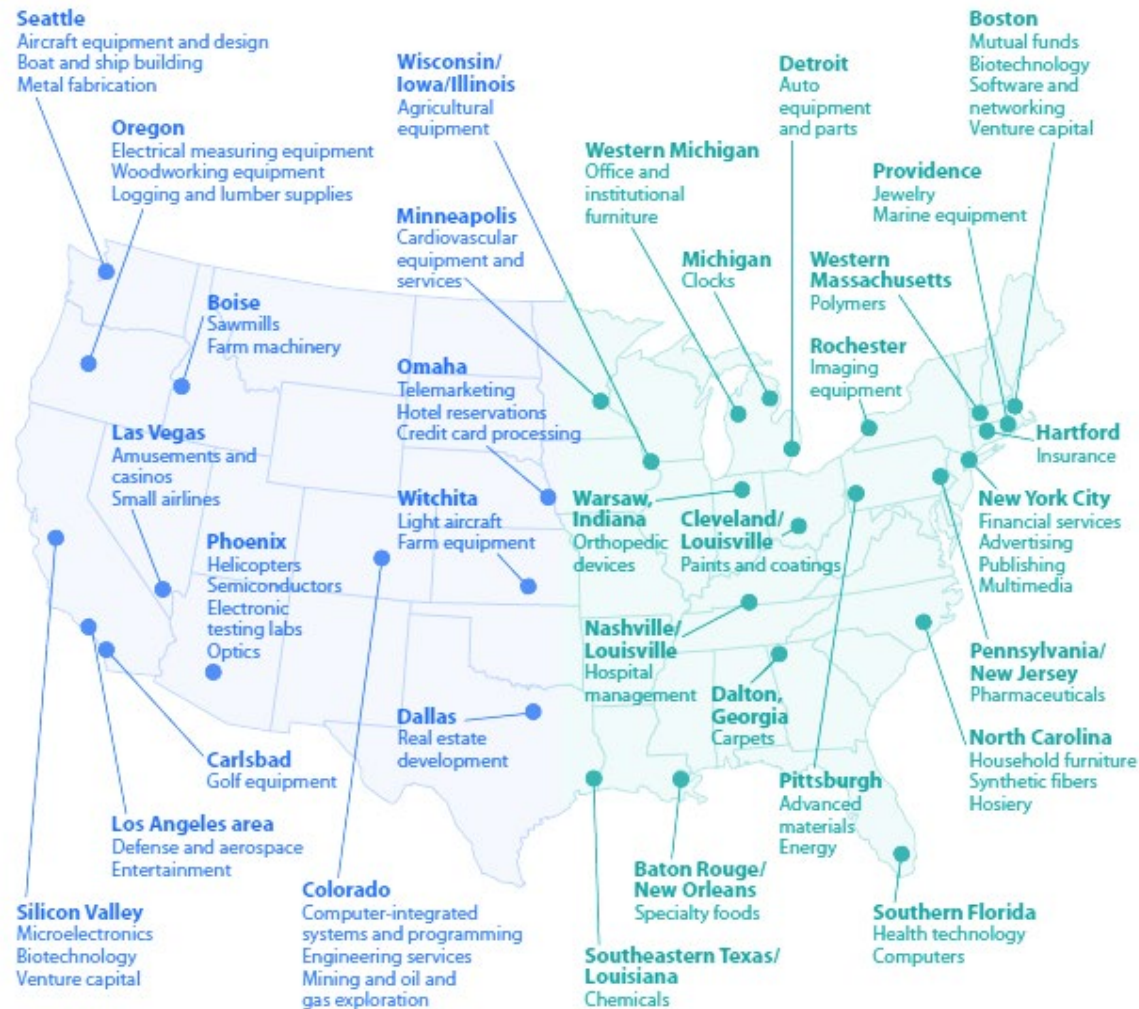 Seattle
Aircraft equipment and design
Boat and ship building
Metal fabrication
Oregon
Electrical measuring equipment
Woodworking equipment
Logging and lumber supplies
Wisconsin/
Iowa/Illinois
Agricultural
equipment
Detroit
Auto
equipment
and parts
Boston
Mutual funds
Biotechnology
Software and
networking
Venture capital
Western Michigan
Office and
institutional
furniture
Providence
Jewelry
Marine equipment
Minneapolis
Cardiovascular
equipment and
services
Michigan
Clocks
Western
Massachusetts
Polymers
Boise
Sawmills
Farm machinery
Rochester
Imaging
equipment
Omaha
Telemarketing
Hotel reservations
Credit card processing
Las Vegas
Amusements and
casinos
Small airlines
Hartford
Insurance
Witchita
Light aircraft
Farm equipment
Warsaw,
Indiana
Orthopedic
devices
Cleveland/
Louisville
Paints and coatings
New York City
Financial services
Advertising
Publishing
Multimedia
Phoenix
Helicopters
Semiconductors
Electronic
testing labs
Optics
Nashville/
Louisville
Hospital
management
Pennsylvania/
New Jersey
Pharmaceuticals
Dallas
Real estate
development
Dalton,
Georgia
Carpets
North Carolina
Household furniture
Synthetic fibers
Hosiery
Carlsbad
Golf equipment
Pittsburgh
Advanced
materials
Energy
Los Angeles area
Defense and aerospace
Entertainment
Baton Rouge/
New Orleans
Specialty foods
Colorado
Computer-integrated
systems and programming
Engineering services
Mining and oil and
gas exploration
Silicon Valley
Microelectronics
Biotechnology
Venture capital
Southern Florida
Health technology
Computers
Southeastern Texas/
Louisiana
Chemicals